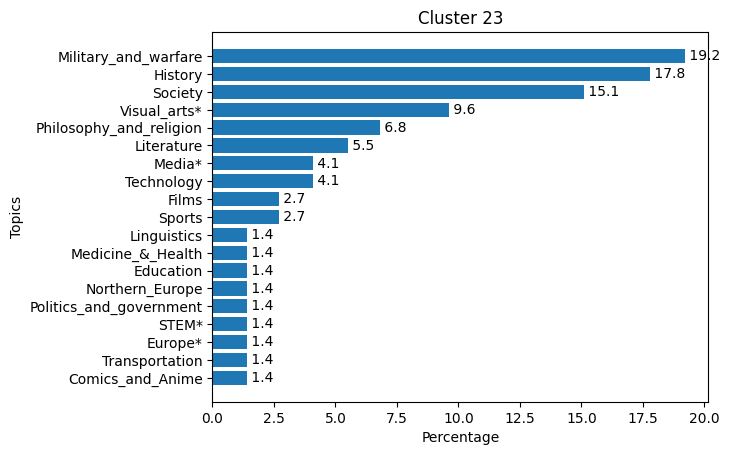 Cluster 23
Topics
Military_and_warfare 19.2
History 17.8
Society 15.1
Visual_arts* 9.6
Philosophy_and_religion 6.8
Literature 5.5
Media* 4.1
Technology 4.1
Films 2.7
Sports 2.7
Linguistics 1.4
Medicine_&_Health 1.4
Education 1.4
Northern_Europe 1.4
Politics_and_government 1.4
STEM* 1.4
Europe* 1.4
Transportation 1.4
Comics_and_Anime 1.4
0.0 2.5 5.0 7.5 10.0 12.5 15.0 17.5 20.0
Percentage